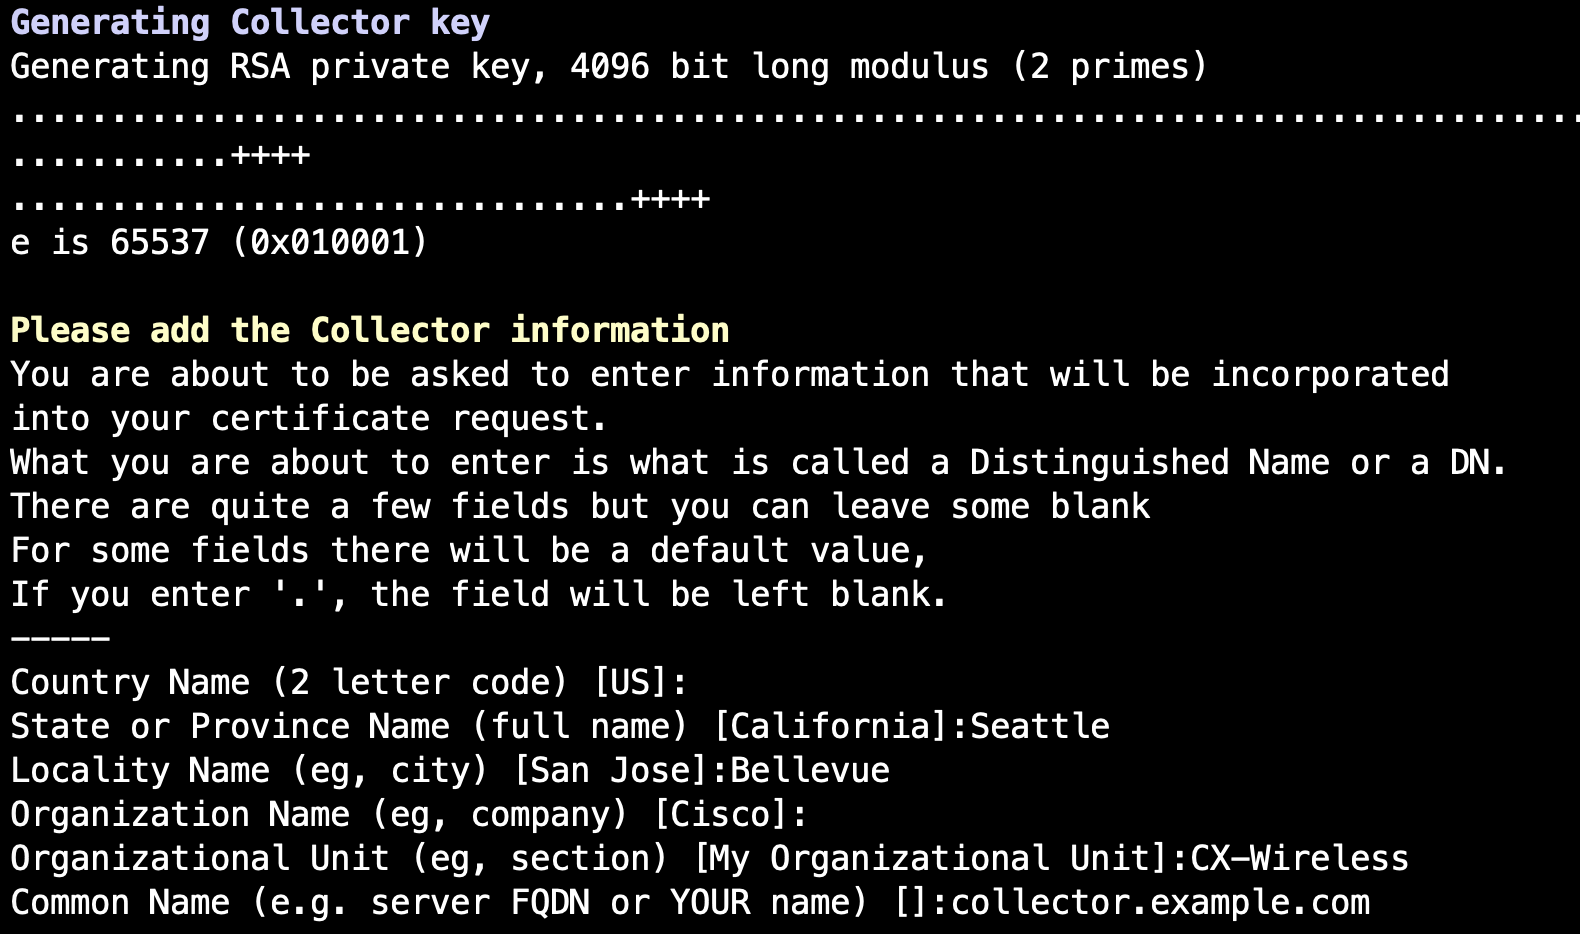 Generating Collector key
Generating RSA private key, 4096 bit long modulus (2 primes)
...............................................................................
...........++++
...............................++++
e is 65537 (0x010001)
Please add the Collector information
You are about to be asked to enter information that will be incorporated
into your certificate request.
What you are about to enter is what is called a Distinguished Name or a DN.
There are quite a few fields but you can leave some blank
For some fields there will be a default value,
If you enter '.', the field will be left blank.
-----
Country Name (2 letter code) [US]:
State or Province Name (full name) [California]:Seattle
Locality Name (eg, city) [San Jose]:Bellevue
Organization Name (eg, company) [Cisco]:
Organizational Unit (eg, section) [My Organizational Unit]:CX-Wireless
Common Name (e.g. server FQDN or YOUR name) []:collector.example.com